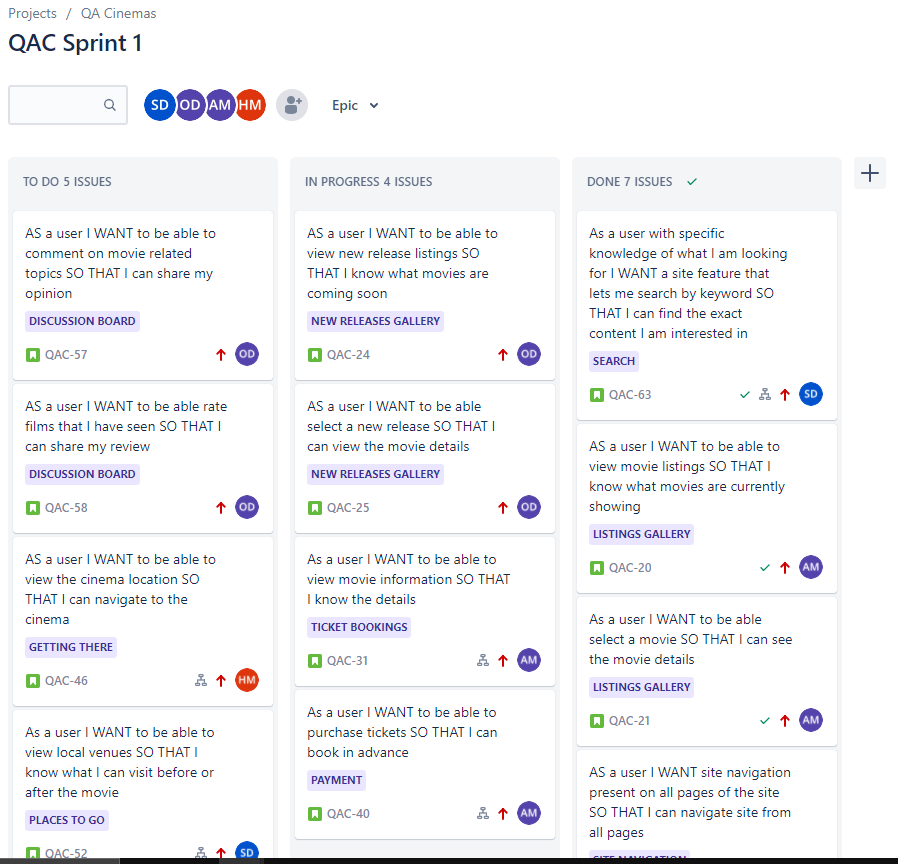 Projects / QA Cinemas
QAC Sprint 1
SD OD AM HM Epic
TO DO 5 ISSUES
AS a user I WANT to be able to
comment on movie related
topics SO THAT I can share my
opinion
DISCUSSION BOARD
QAC-57 OD
AS a user I WANT to be able rate
films that I have seen SO THAT I
can share my review
DISCUSSION BOARD
QAC-58 OD
AS a user I WANT to be able to
view the cinema location SO
THAT I can navigate to the
cinema
GETTING THERE
QAC-46 HM
As a user I WANT to be able to
view local venues SO THAT I
know what I can visit before or
after the movie
PLACES TO GO
QAC-52 SD
IN PROGRESS 4 ISSUES
AS a user I WANT to be able to
view new release listings SO
THAT I know what movies are
coming soon
NEW RELEASES GALLERY
QAC-24 OD
As a user I WANT to be able
select a new release SO THAT I
can view the movie details
NEW RELEASES GALLERY
QAC-25 OD
As a user I WANT to be able to
view movie information SO THAT
I know the details
TICKET BOOKINGS
QAC-31 AM
As a user I WANT to be able to
purchase tickets SO THAT I can
book in advance
PAYMENT
QAC-40 AM
DONE 7 ISSUES
As a user with specific
knowledge of what I am looking
for I WANT a site feature that
lets me search by keyword SO
THAT I can find the exact
content I am interested in
SEARCH
QAC-63 SD
AS a user I WANT to be able to
view movie listings SO THAT I
know what movies are currently
showing
LISTINGS GALLERY
QAC-20 AM
As a user I WANT to be able
select a movie SO THAT I can see
the movie details
LISTINGS GALLERY
QAC-21 AM
AS a user I WANT site navigation
present on all pages of the site
SO THAT I can navigate site from
all pages
SITE NAVIGATION